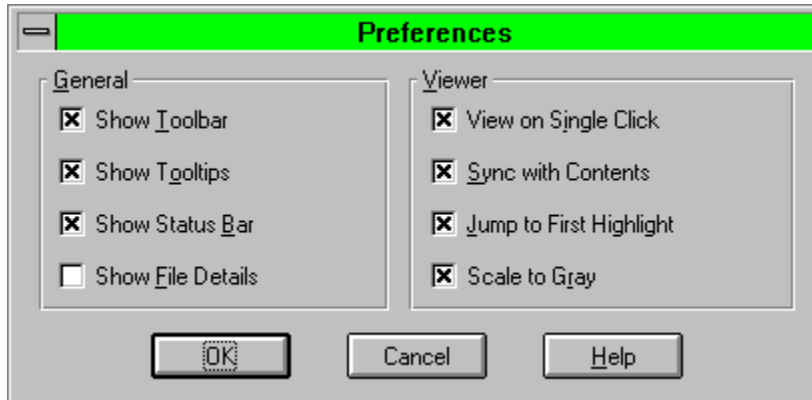 Preferences
General
Show Toolbar
Show Tooltips
Show Status Bar
Show File Details
Viewer
View on Single Click
Sync with Contents
Jump to First Highlight
Scale to Gray
OK
Cancel
Help